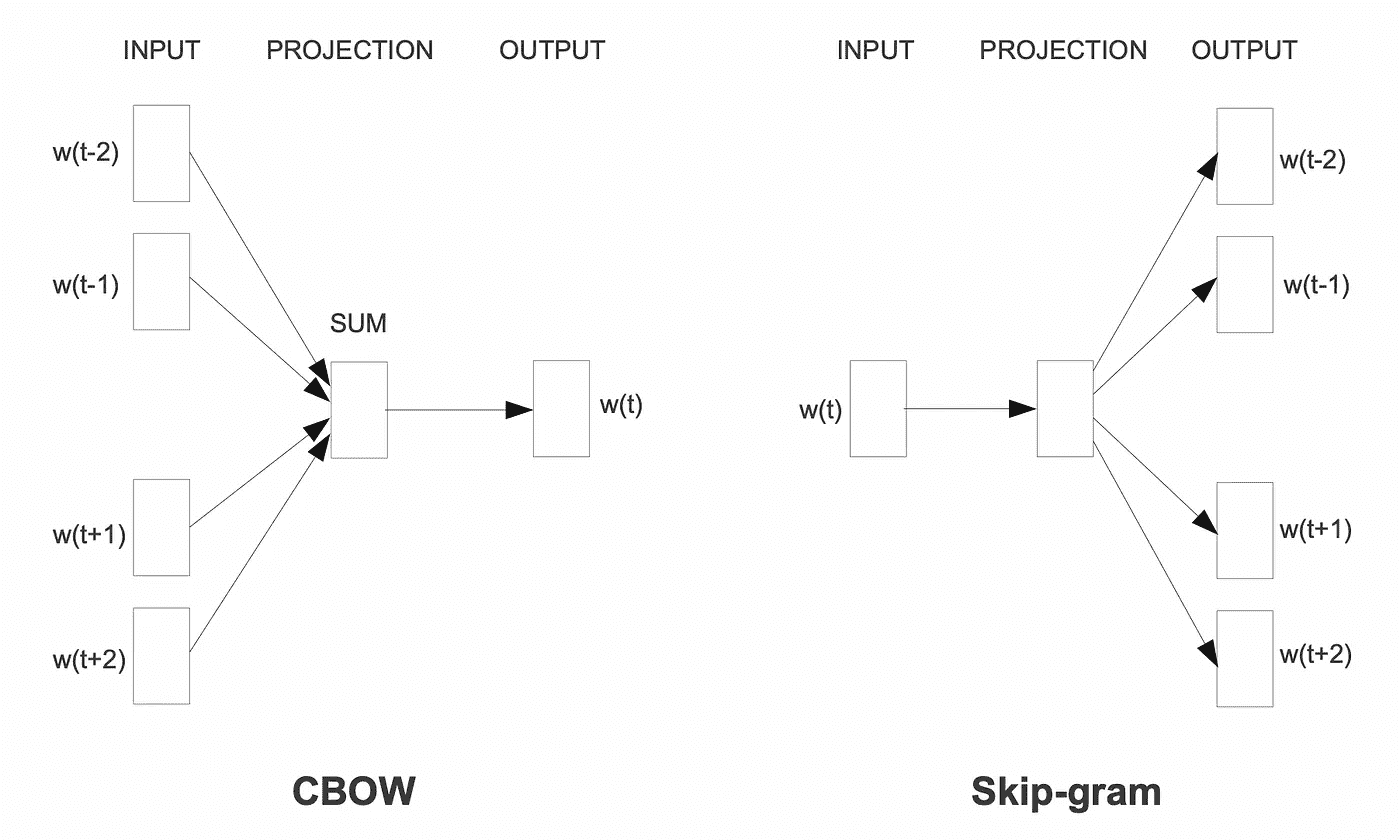 INPUT PROJECTION OUTPUT
w(t-2)
w(t-1)
SUM
w(t)
w(t+1)
w(t+2)
CBOW
INPUT PROJECTION OUTPUT
w(t-2)
w(t-1)
w(t)
w(t+1)
w(t+2)
Skip-gram